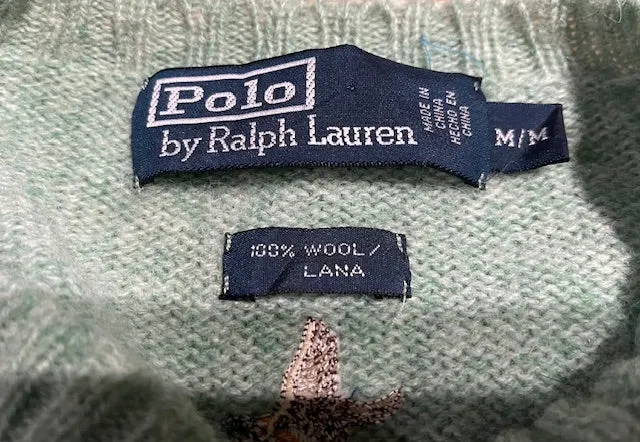 Polo
by Ralph Lauren
MADE IN
CHINA
HECHO EN
CHINA
M/M
100% WOOL/
LANA